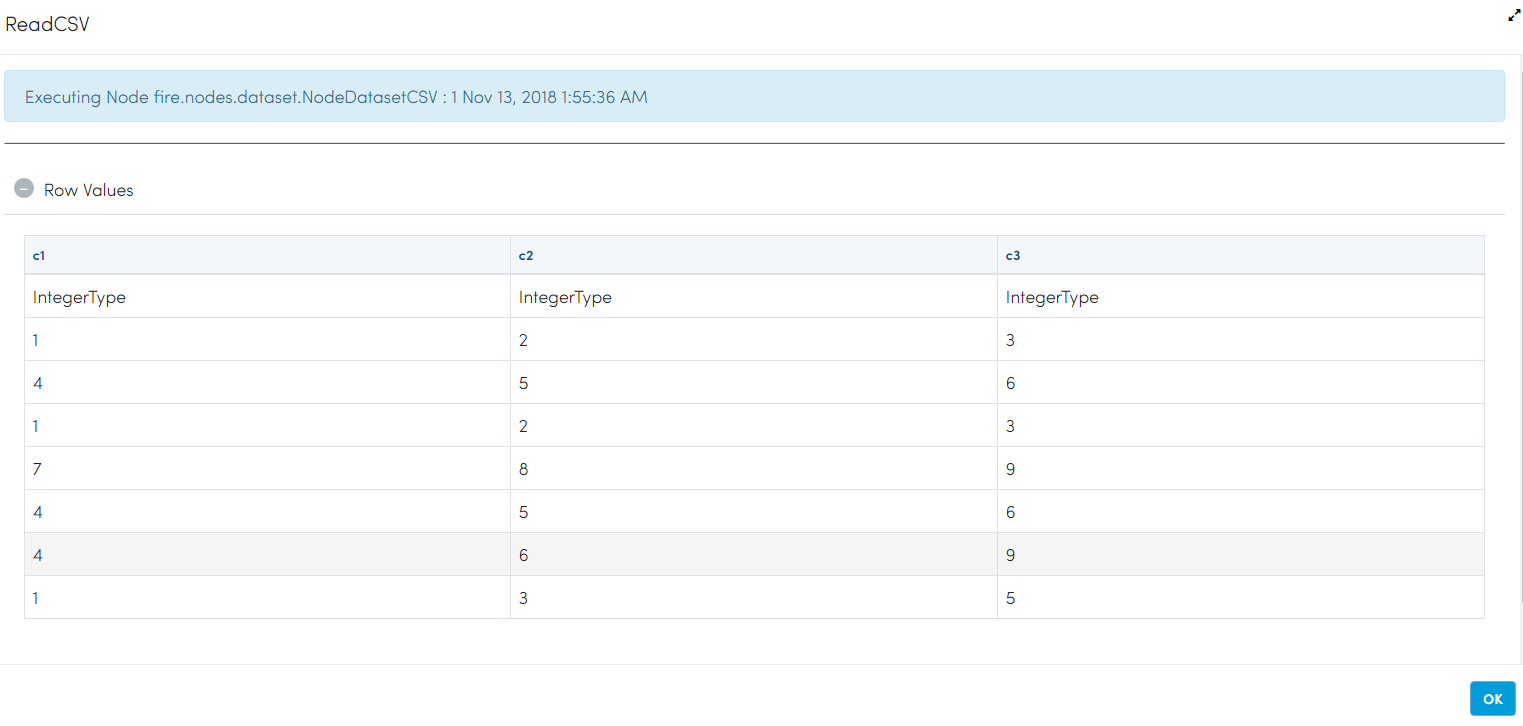 ReadCSV
Executing Node fire.nodes.dataset.NodeDatasetCSV : 1 Nov 13, 2018 1:55:36 AM
Row Values
c1 c2 c3
IntegerType IntegerType IntegerType
1 2 3
4 5 6
1 2 3
7 8 9
4 5 6
4 6 9
1 3 5
OK